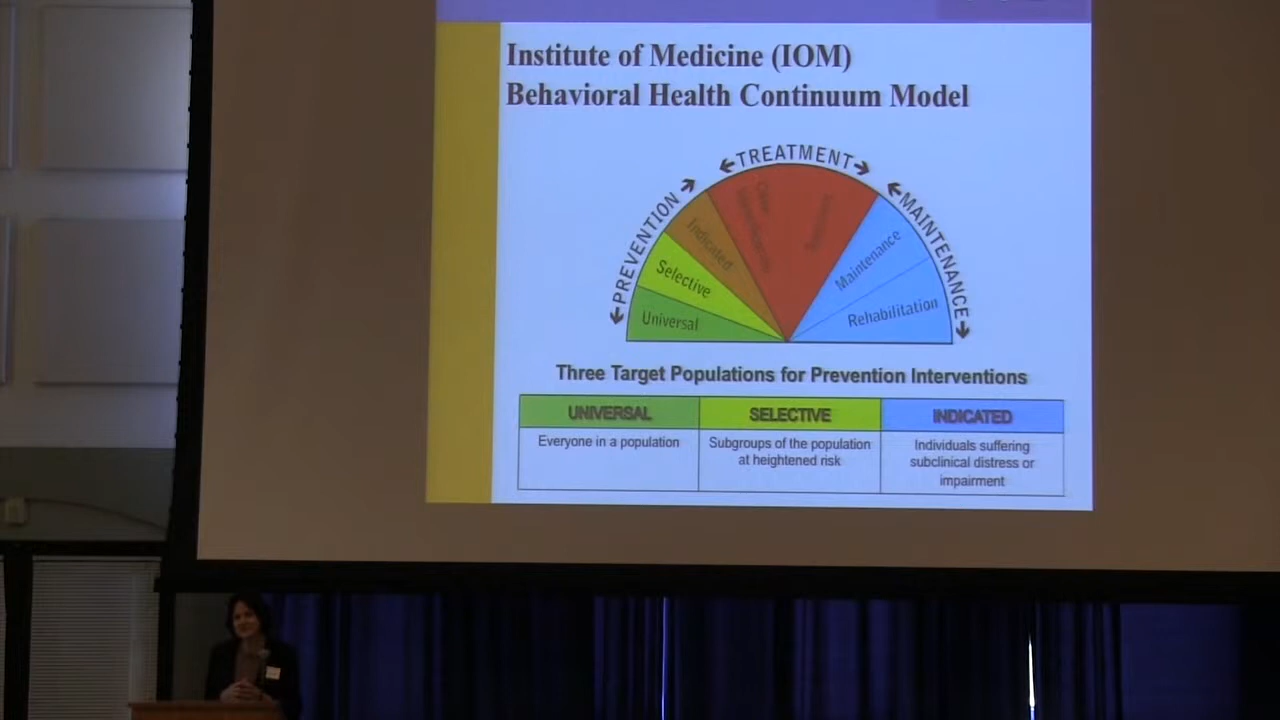 Institute of Medicine (IOM)
Behavioral Health Continuum Model
PREVENTION
TREATMENT
MAINTENANCE
Universal
Selective
Indicated
Maintenance
Rehabilitation
Three Target Populations for Prevention Interventions
UNIVERSAL
Everyone in a population
SELECTIVE
Subgroups of the population
at heightened risk
INDICATED
Individuals suffering
subclinical distress or
impairment